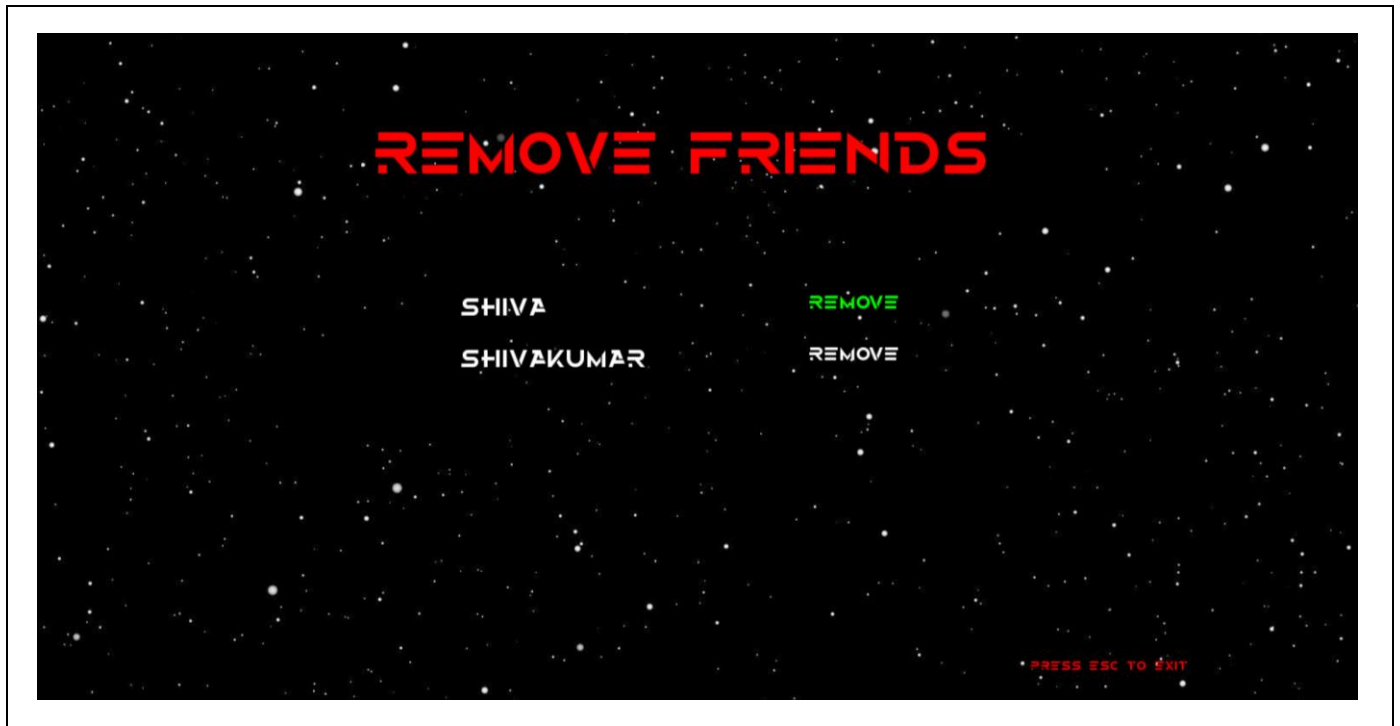 REMOVE FRIENDS
SHIVA REMOVE
SHIVAKUMAR REMOVE
PRESS ESC TO EXIT